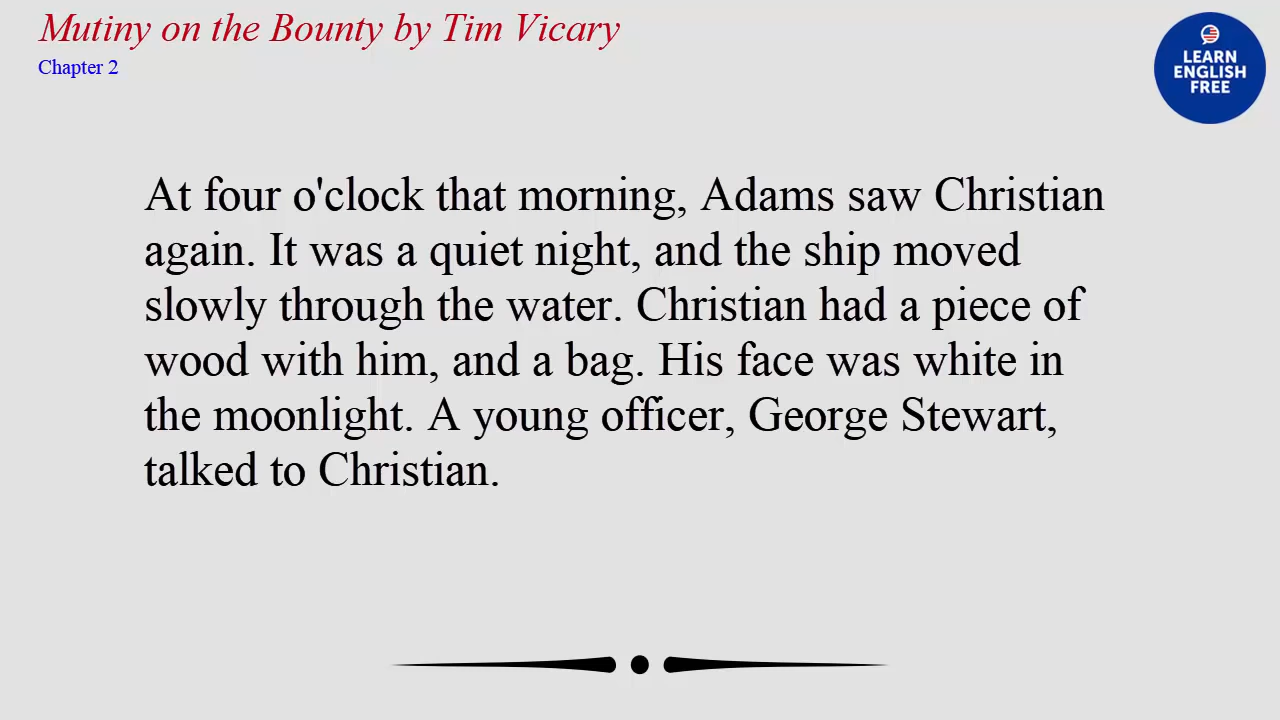 Mutiny on the Bounty by Tim Vicary
Chapter 2
LEARN
ENGLISH
FREE
At four o'clock that morning, Adams saw Christian
again. It was a quiet night, and the ship moved
slowly through the water. Christian had a piece of
wood with him, and a bag. His face was white in
the moonlight. A young officer, George Stewart,
talked to Christian.